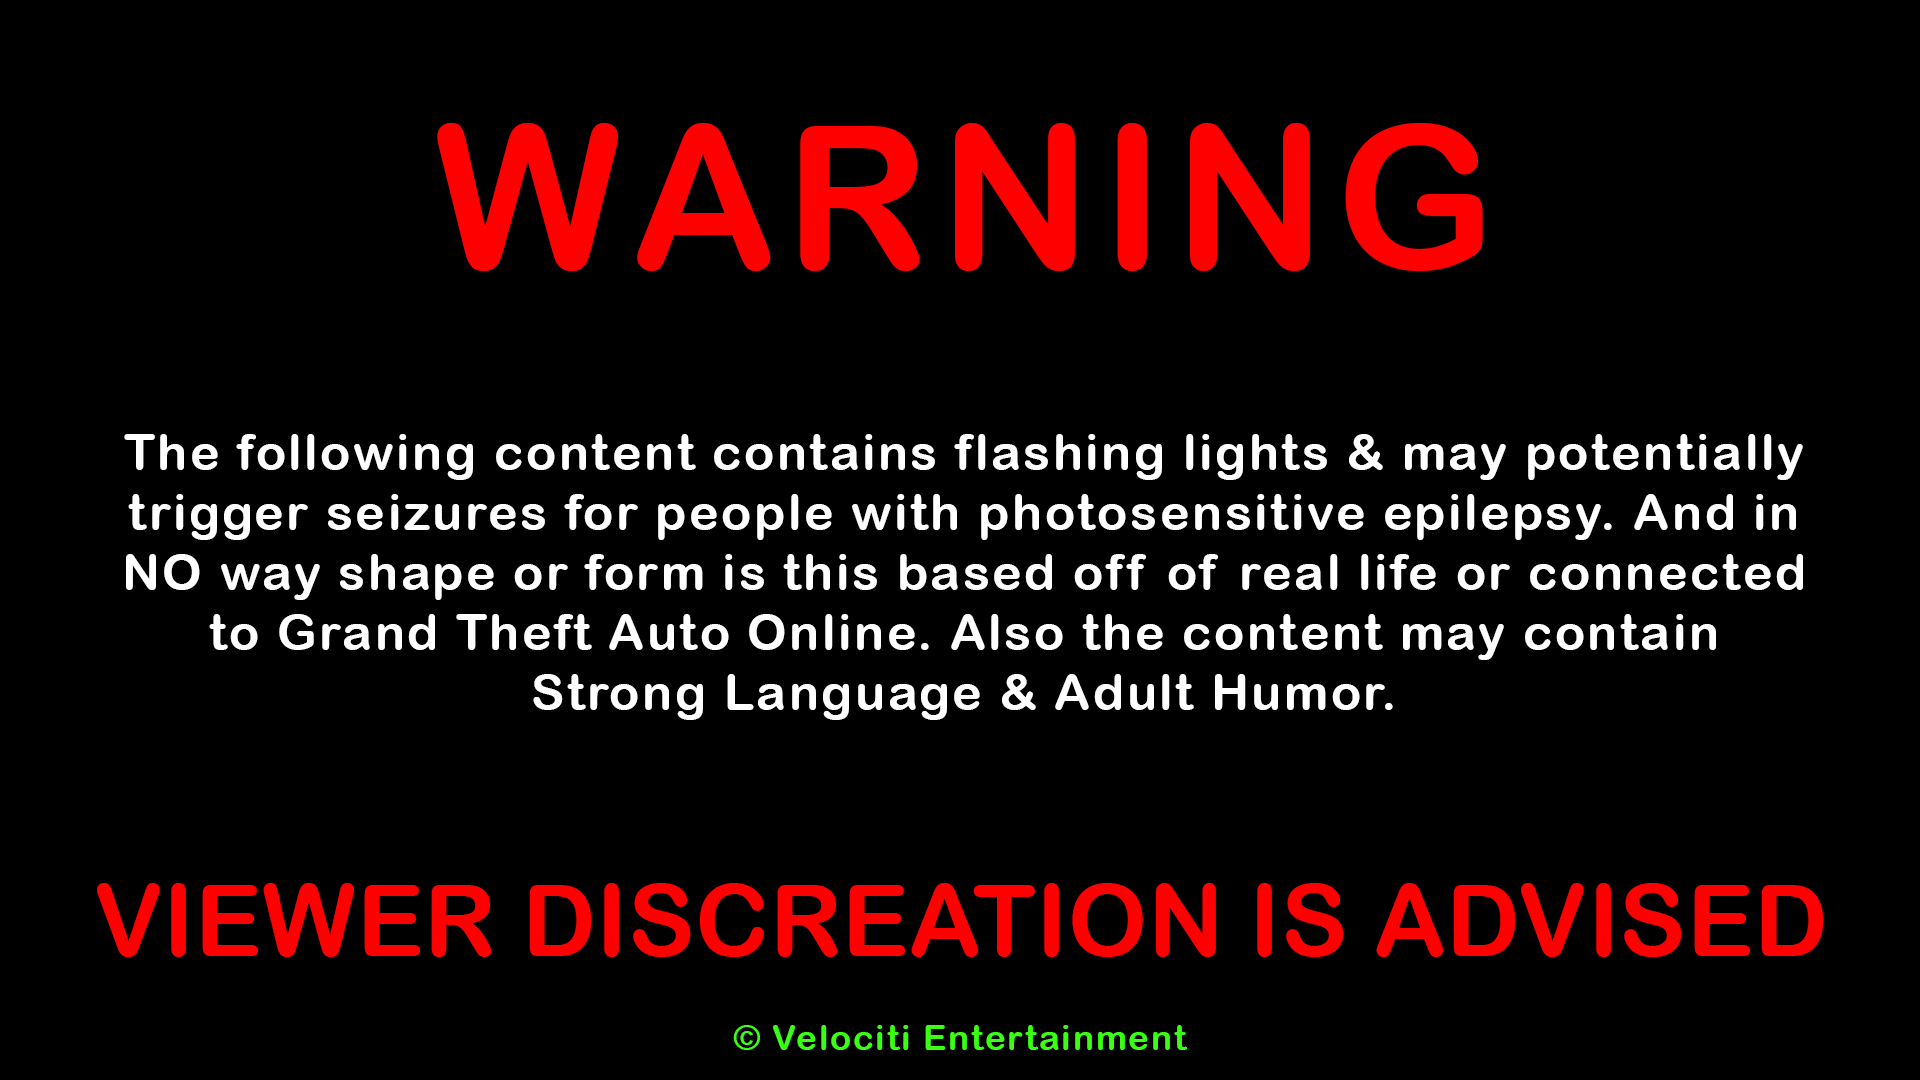 WARNING
The following content contains flashing lights & may potentially
trigger seizures for people with photosensitive epilepsy. And in
NO way shape or form is this based off of real life or connected
to Grand Theft Auto Online. Also the content may contain
Strong Language & Adult Humor.
VIEWER DISCREATION IS ADVISED
© Velociti Entertainment